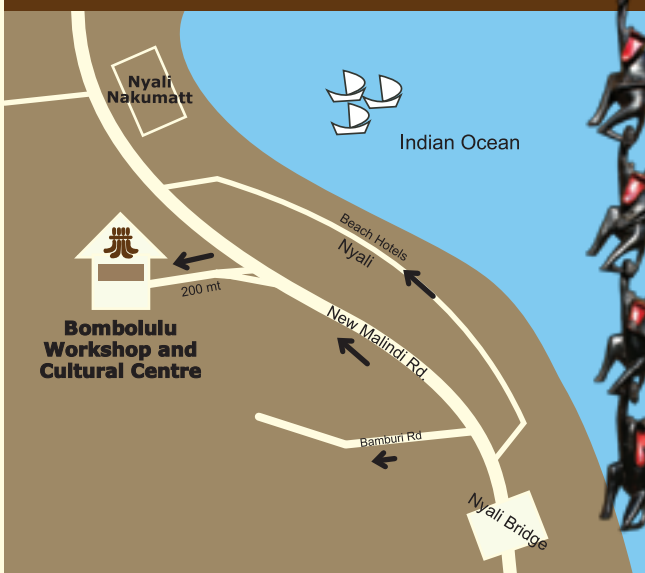 Nyali
Nakumatt
Indian Ocean
Beach Hotels
Nyali
200 mt
Bombolulu
Workshop and
Cultural Centre
New Malindi Rd.
Bamburi Rd
Nyali Bridge